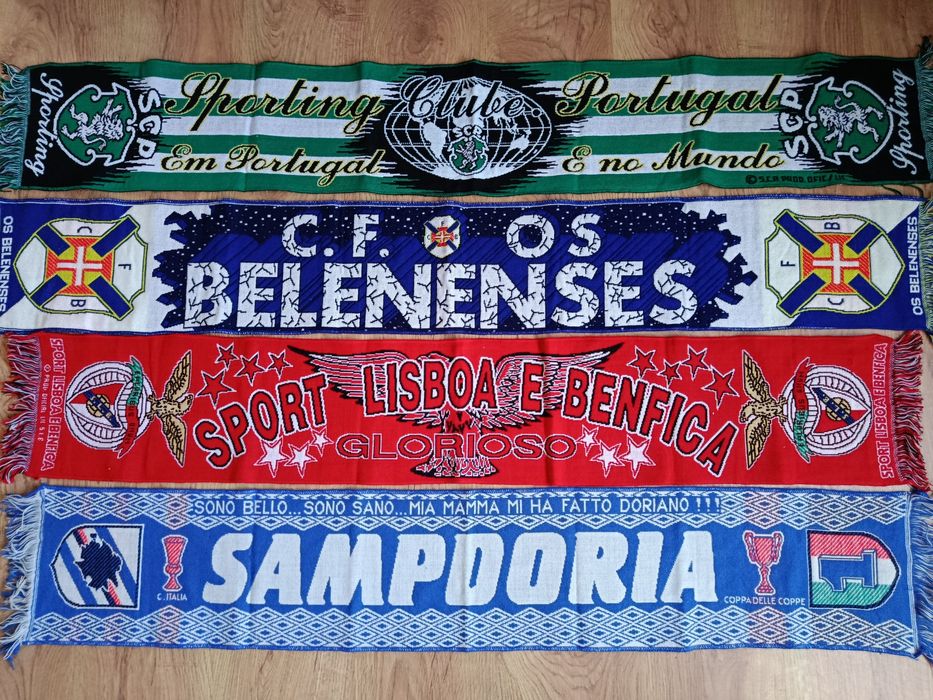 Sporting
SCP
Sporting Clube Portugal
SCP
Em Portugal E no Mundo
SCP
Sporting
OS BELENENSES
C F B
C.F. OS
BELENENSES
B F C
OS BELENENSES
SPORT LISBOA E BENFICA
SPORT LISBOA E BENFICA
GLORIOSO
SPORT LISBOA E BENFICA
SONO BELLO...SONO SANO...MIA MAMMA MI HA FATTO DORIANO !!!
SAMPDORIA
C. ITALIA
COPPA DELLE COPPE
1